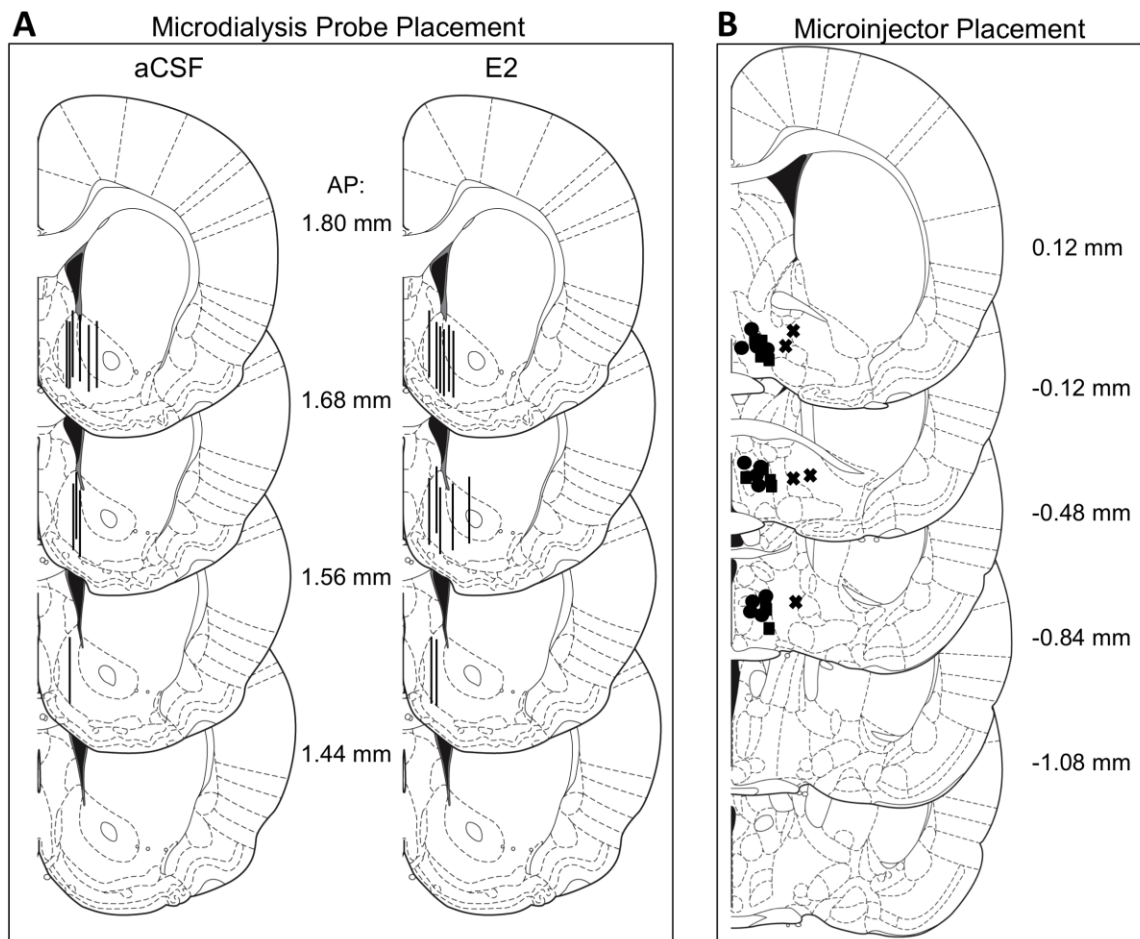 A Microdialysis Probe Placement
aCSF E2
AP:
1.80 mm
1.68 mm
1.56 mm
1.44 mm
B Microinjector Placement
0.12 mm
-0.12 mm
-0.48 mm
-0.84 mm
-1.08 mm